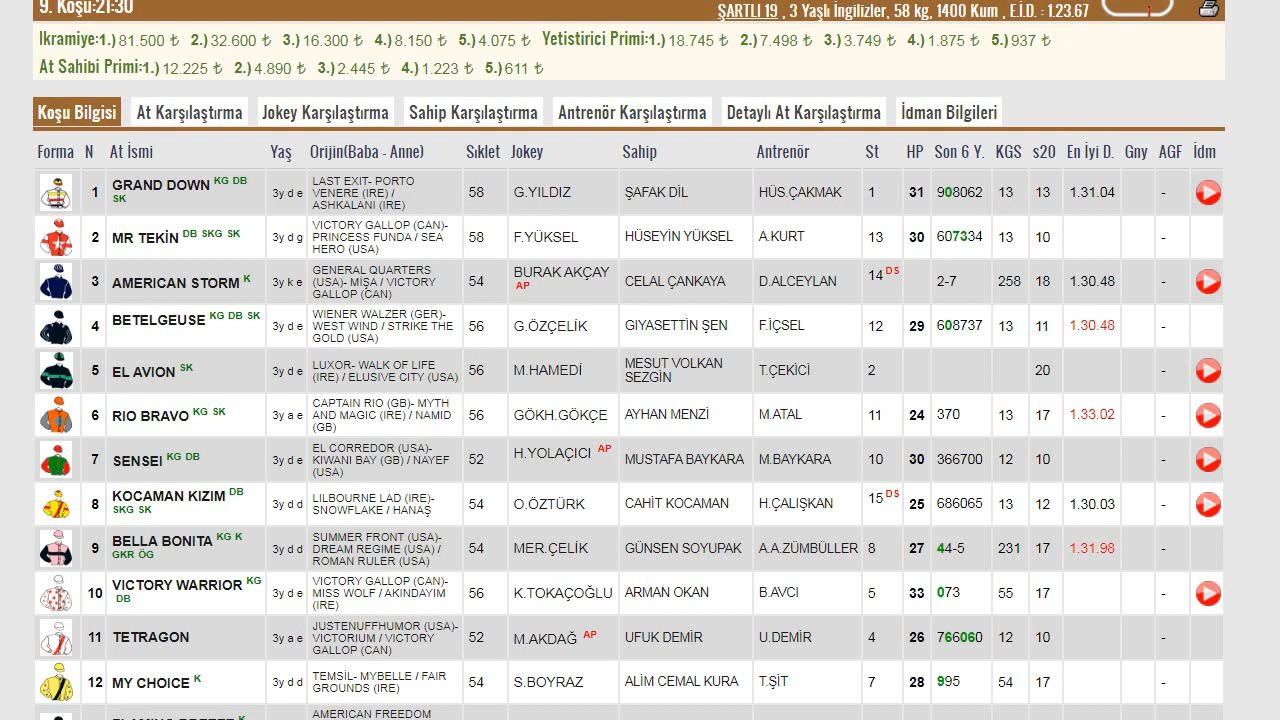 9. Koşu:21:30
ŞARTLI 19 , 3 Yaşlı İngilizler, 58 kg, 1400 Kum , E.İ.D. : 1.23.67
İkramiye:1.) 81.500 ₺ 2.) 32.600 ₺ 3.) 16.300 ₺ 4.) 8.150 ₺ 5.) 4.075 ₺ Yetistirici Primi:1.) 18.745 ₺ 2.) 7.498 ₺ 3.) 3.749 ₺ 4.) 1.875 ₺ 5.) 937 ₺
At Sahibi Primi:1.) 12.225 ₺ 2.) 4.890 ₺ 3.) 2.445 ₺ 4.) 1.223 ₺ 5.) 611 ₺
Koşu Bilgisi At Karşılaştırma Jokey Karşılaştırma Sahip Karşılaştırma Antrenör Karşılaştırma Detaylı At Karşılaştırma İdman Bilgileri
Forma N At İsmi Yaş Orijin(Baba - Anne) Sıklet Jokey Sahip Antrenör St HP Son 6 Y. KGS s20 En İyi D. Gny AGF İdm
1 GRAND DOWN KG DB SK 3y d e LAST EXIT- PORTO VENERE (IRE) / ASHKALANI (IRE) 58 G.YILDIZ ŞAFAK DİL HÜS.ÇAKMAK 1 31 908062 13 13 1.31.04 -
2 MR TEKİN DB SKG SK 3y d g VICTORY GALLOP (CAN)- PRINCESS FUNDA / SEA HERO (USA) 58 F.YÜKSEL HÜSEYİN YÜKSEL A.KURT 13 30 607334 13 10 -
3 AMERICAN STORM K 3y k e GENERAL QUARTERS (USA)- MİŞA / VICTORY GALLOP (CAN) 54 BURAK AKÇAY AP CELAL ÇANKAYA D.ALCEYLAN 14 DS 2-7 258 18 1.30.48 -
4 BETELGEUSE KG DB SK 3y d e WIENER WALZER (GER)- WEST WIND / STRIKE THE GOLD (USA) 56 G.ÖZÇELİK GIYASETTİN ŞEN F.İÇSEL 12 29 608737 13 11 1.30.48 -
5 EL AVION SK 3y d e LUXOR- WALK OF LIFE (IRE) / ELUSIVE CITY (USA) 56 M.HAMEDİ MESUT VOLKAN SEZGİN T.ÇEKİCİ 2 20 -
6 RIO BRAVO KG SK 3y a e CAPTAIN RIO (GB)- MYTH AND MAGIC (IRE) / NAMID (GB) 56 GÖKH.GÖKÇE AYHAN MENZİ M.ATAL 11 24 370 13 17 1.33.02 -
7 SENSEI KG DB 3y d e EL CORREDOR (USA)- KIWANI BAY (GB) / NAYEF (USA) 52 H.YOLAÇICI AP MUSTAFA BAYKARA M.BAYKARA 10 30 366700 12 10 -
8 KOCAMAN KIZIM DB SKG SK 3y d d LILBOURNE LAD (IRE)- SNOWFLAKE / HANAŞ 54 O.ÖZTÜRK CAHİT KOCAMAN H.ÇALIŞKAN 15 DS 25 686065 13 12 1.30.03 -
9 BELLA BONITA KG K GKR ÖG 3y d d SUMMER FRONT (USA)- DREAM REGIME (USA) / ROMAN RULER (USA) 54 MER.ÇELİK GÜNSEN SOYUPAK A.A.ZÜMBÜLLER 8 27 44-5 231 17 1.31.98 -
10 VICTORY WARRIOR KG DB 3y d e VICTORY GALLOP (CAN)- MISS WOLF / AKINDAYIM (IRE) 56 K.TOKAÇOĞLU ARMAN OKAN B.AVCI 5 33 073 55 17 -
11 TETRAGON 3y a e JUSTENUFFHUMOR (USA)- VICTORIUM / VICTORY GALLOP (CAN) 52 M.AKDAĞ AP UFUK DEMİR U.DEMİR 4 26 766060 12 10 -
12 MY CHOICE K 3y d d TEMSİL- MYBELLE / FAIR GROUNDS (IRE) 54 S.BOYRAZ ALİM CEMAL KURA T.ŞİT 7 28 995 54 17 -
AMERICAN FREEDOM